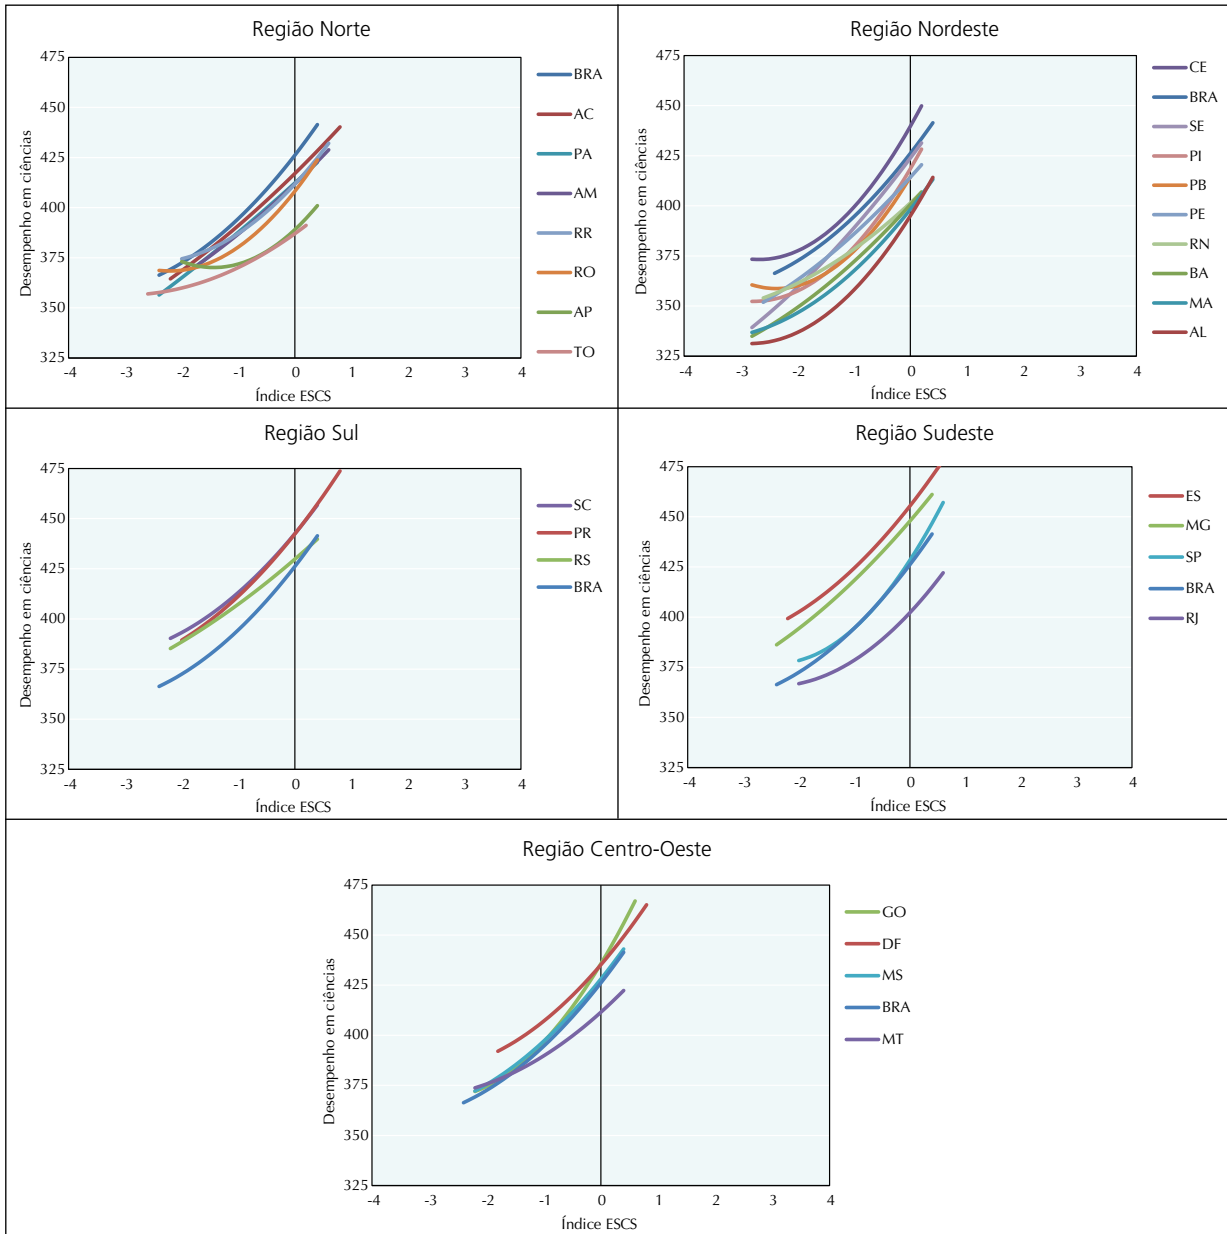 Região Norte
Desempenho em ciências
475
450
425
400
375
350
325
-4 -3 -2 -1 0 1 2 3 4
Índice ESCS
BRA
AC
PA
AM
RR
RO
AP
TO
Região Nordeste
Desempenho em ciências
475
450
425
400
375
350
325
-4 -3 -2 -1 0 1 2 3 4
Índice ESCS
CE
BRA
SE
PI
PB
PE
RN
BA
MA
AL
Região Sul
Desempenho em ciências
475
450
425
400
375
350
325
-4 -3 -2 -1 0 1 2 3 4
Índice ESCS
SC
PR
RS
BRA
Região Sudeste
Desempenho em ciências
475
450
425
400
375
350
325
-4 -3 -2 -1 0 1 2 3 4
Índice ESCS
ES
MG
SP
BRA
RJ
Região Centro-Oeste
Desempenho em ciências
475
450
425
400
375
350
325
-4 -3 -2 -1 0 1 2 3 4
Índice ESCS
GO
DF
MS
BRA
MT